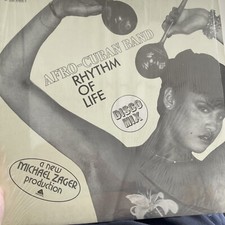 AFRO-CUBAN BAND
RHYTHM
OF
LIFE
DISCO
MIX
a new
MICHAEL ZAGER
production